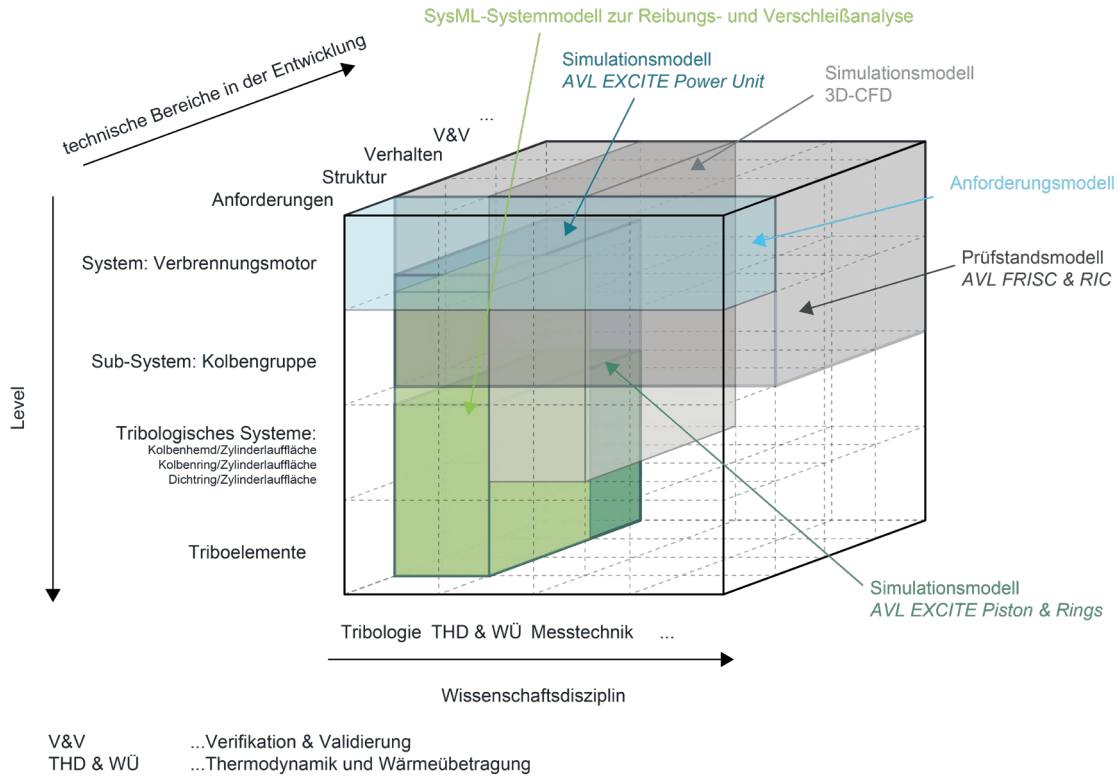 SysML-Systemmodell zur Reibungs- und Verschleißanalyse
technische Bereiche in der Entwicklung
Simulationsmodell
AVL EXCITE Power Unit
Simulationsmodell
3D-CFD
...
V&V
Verhalten
Struktur
Anforderungen
Anforderungsmodell
System: Verbrennungsmotor
Prüfstandsmodell
AVL FRISC & RIC
Sub-System: Kolbengruppe
Level
Tribologisches Systeme:
Kolbenhemd/Zylinderlauffläche
Kolbenring/Zylinderlauffläche
Dichtring/Zylinderlauffläche
Triboelemente
Simulationsmodell
AVL EXCITE Piston & Rings
Tribologie THD & WÜ Messtechnik ...
Wissenschaftsdisziplin
V&V ...Verifikation & Validierung
THD & WÜ ...Thermodynamik und Wärmeübetragung